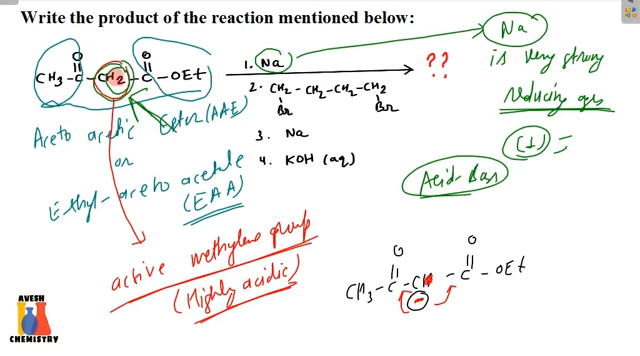 Write the product of the reaction mentioned below:
CH3 - C - CH2 - C - OEt
O
O
1. Na
2. CH2 - CH2 - CH2 - CH2
Br
Br
3. Na
4. KOH (aq)
??
Na
is very strong
reducing
(+) =
Acid-Bas
Aceto acetic Ester (AAE)
or
Ethyl-aceto acetate
(EAA)
active methylene group
(Highly acidic)
O
O
CH3 - C - CH - C - OEt
-
AVESH
CHEMISTRY